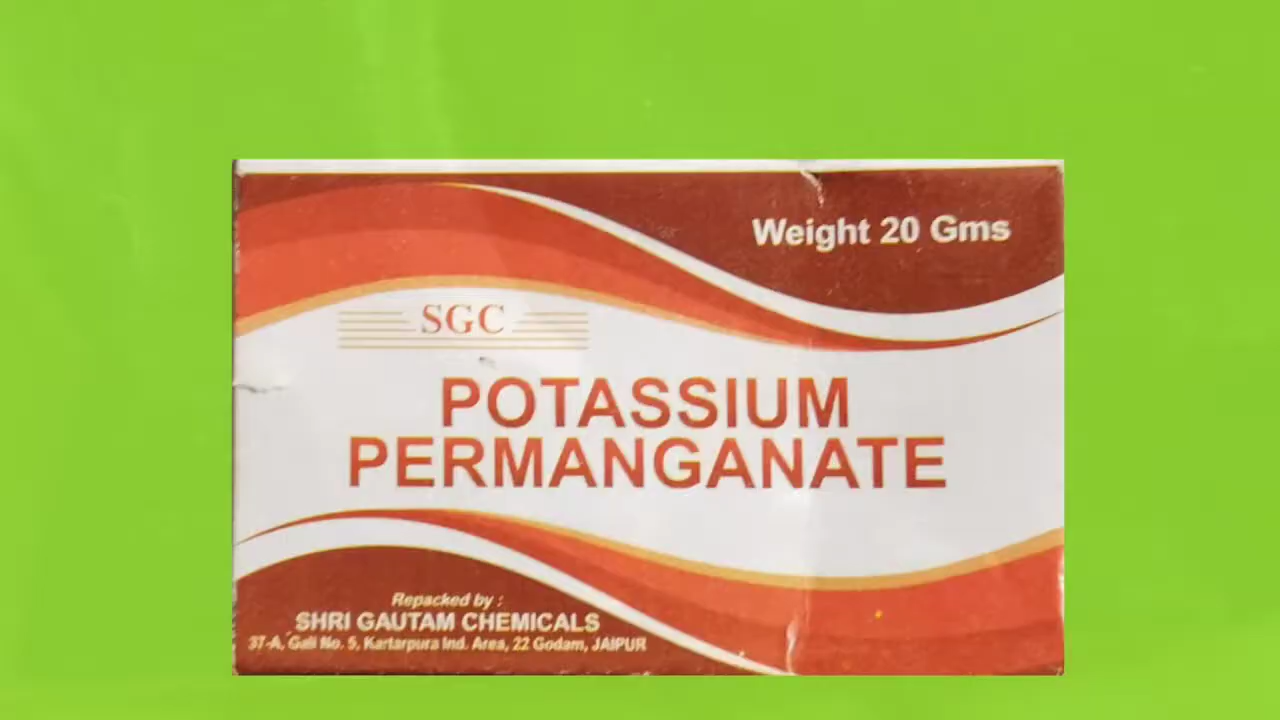 Weight 20 Gms
SGC
POTASSIUM
PERMANGANATE
Repacked by :
SHRI GAUTAM CHEMICALS
37-A, Gali No. 5, Kartarpura Ind. Area, 22 Godam, JAIPUR